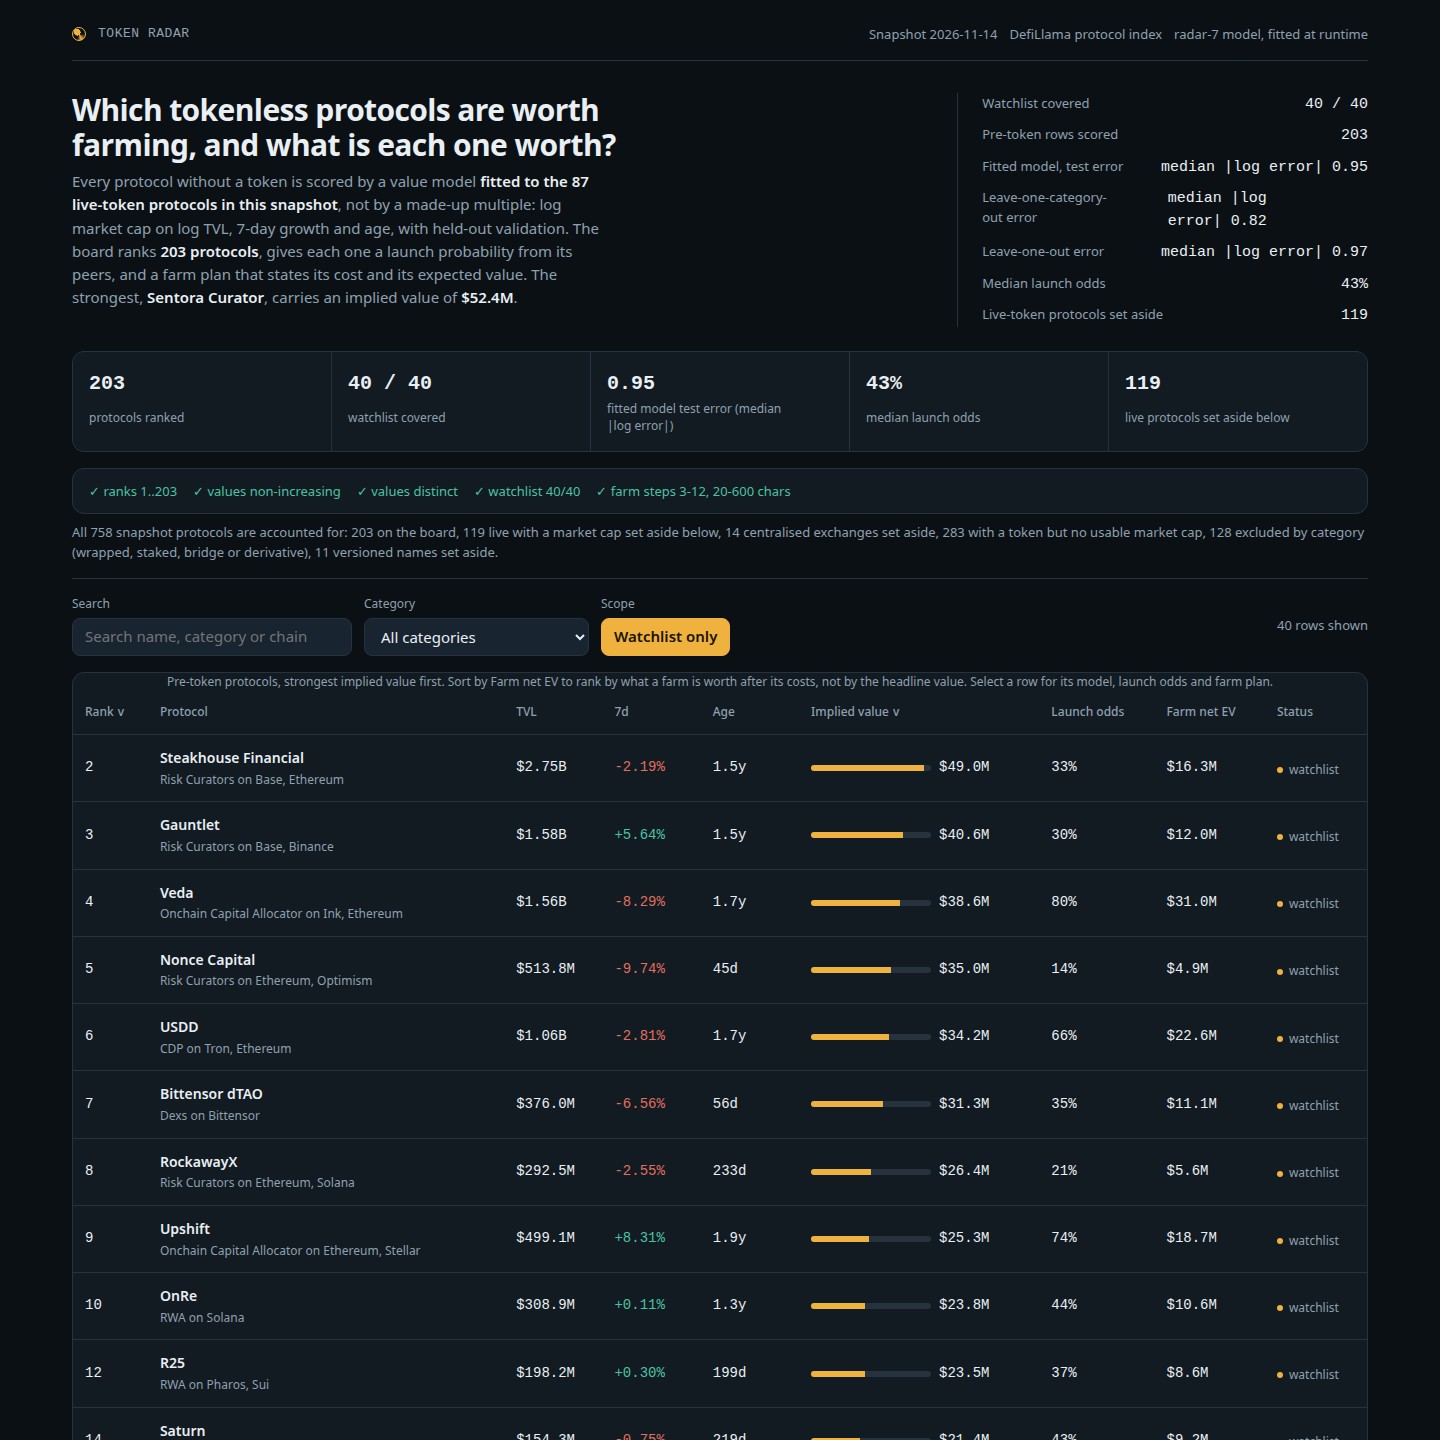 TOKEN RADAR
Snapshot 2026-11-14 DefiLlama protocol index radar-7 model, fitted at runtime
Which tokenless protocols are worth
farming, and what is each one worth?
Every protocol without a token is scored by a value model fitted to the 87
live-token protocols in this snapshot, not by a made-up multiple: log
market cap on log TVL, 7-day growth and age, with held-out validation. The
board ranks 203 protocols, gives each one a launch probability from its
peers, and a farm plan that states its cost and its expected value. The
strongest, Sentora Curator, carries an implied value of $52.4M.
Watchlist covered 40 / 40
Pre-token rows scored 203
Fitted model, test error median |log error| 0.95
Leave-one-category- median |log
out error error| 0.82
Leave-one-out error median |log error| 0.97
Median launch odds 43%
Live-token protocols set aside 119
203 40 / 40 0.95 43% 119
protocols ranked watchlist covered fitted model test error (median median launch odds live protocols set aside below
|log error|)
✓ ranks 1..203 ✓ values non-increasing ✓ values distinct ✓ watchlist 40/40 ✓ farm steps 3-12, 20-600 chars
All 758 snapshot protocols are accounted for: 203 on the board, 119 live with a market cap set aside below, 14 centralised exchanges set aside, 283 with a token but no usable market cap, 128 excluded by category
(wrapped, staked, bridge or derivative), 11 versioned names set aside.
Search Category Scope
Search name, category or chain All categories Watchlist only 40 rows shown
Pre-token protocols, strongest implied value first. Sort by Farm net EV to rank by what a farm is worth after its costs, not by the headline value. Select a row for its model, launch odds and farm plan.
Rank v Protocol TVL 7d Age Implied value v Launch odds Farm net EV Status
2 Steakhouse Financial $2.75B -2.19% 1.5y $49.0M 33% $16.3M watchlist
Risk Curators on Base, Ethereum
3 Gauntlet $1.58B +5.64% 1.5y $40.6M 30% $12.0M watchlist
Risk Curators on Base, Binance
4 Veda $1.56B -8.29% 1.7y $38.6M 80% $31.0M watchlist
Onchain Capital Allocator on Ink, Ethereum
5 Nonce Capital $513.8M -9.74% 45d $35.0M 14% $4.9M watchlist
Risk Curators on Ethereum, Optimism
6 USDD $1.06B -2.81% 1.7y $34.2M 66% $22.6M watchlist
CDP on Tron, Ethereum
7 Bittensor dTAO $376.0M -6.56% 56d $31.3M 35% $11.1M watchlist
Dexs on Bittensor
8 RockawayX $292.5M -2.55% 233d $26.4M 21% $5.6M watchlist
Risk Curators on Ethereum, Solana
9 Upshift $499.1M +8.31% 1.9y $25.3M 74% $18.7M watchlist
Onchain Capital Allocator on Ethereum, Stellar
10 OnRe $308.9M +0.11% 1.3y $23.8M 44% $10.6M watchlist
RWA on Solana
12 R25 $198.2M +0.30% 199d $23.5M 37% $8.6M watchlist
RWA on Pharos, Sui
14 Saturn $154.3M -0.75% 219d $21.4M 43% $9.2M watchlist